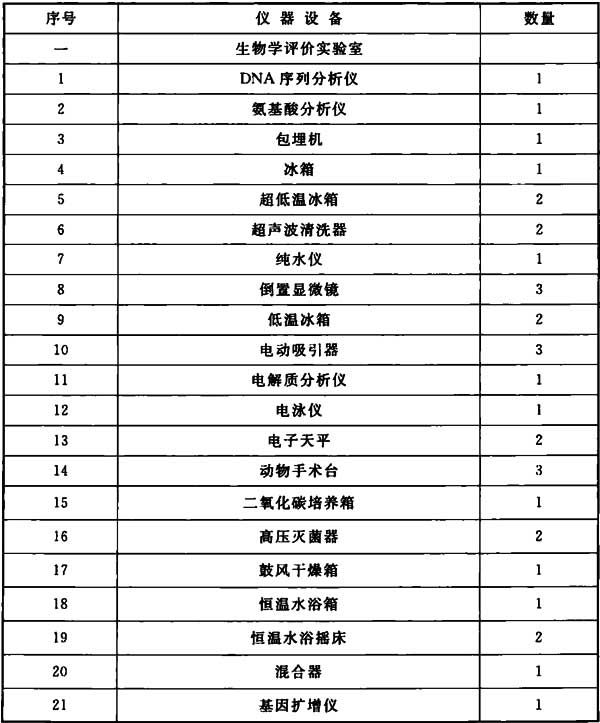 序号 仪器设备 数量
一 生物学评价实验室
1 DNA 序列分析仪 1
2 氨基酸分析仪 1
3 包埋机 1
4 冰箱 1
5 超低温冰箱 2
6 超声波清洗器 2
7 纯水仪 1
8 倒置显微镜 3
9 低温冰箱 2
10 电动吸引器 3
11 电解质分析仪 1
12 电泳仪 1
13 电子天平 2
14 动物手术台 3
15 二氧化碳培养箱 1
16 高压灭菌器 2
17 鼓风干燥箱 1
18 恒温水浴箱 1
19 恒温水浴摇床 2
20 混合器 1
21 基因扩增仪 1